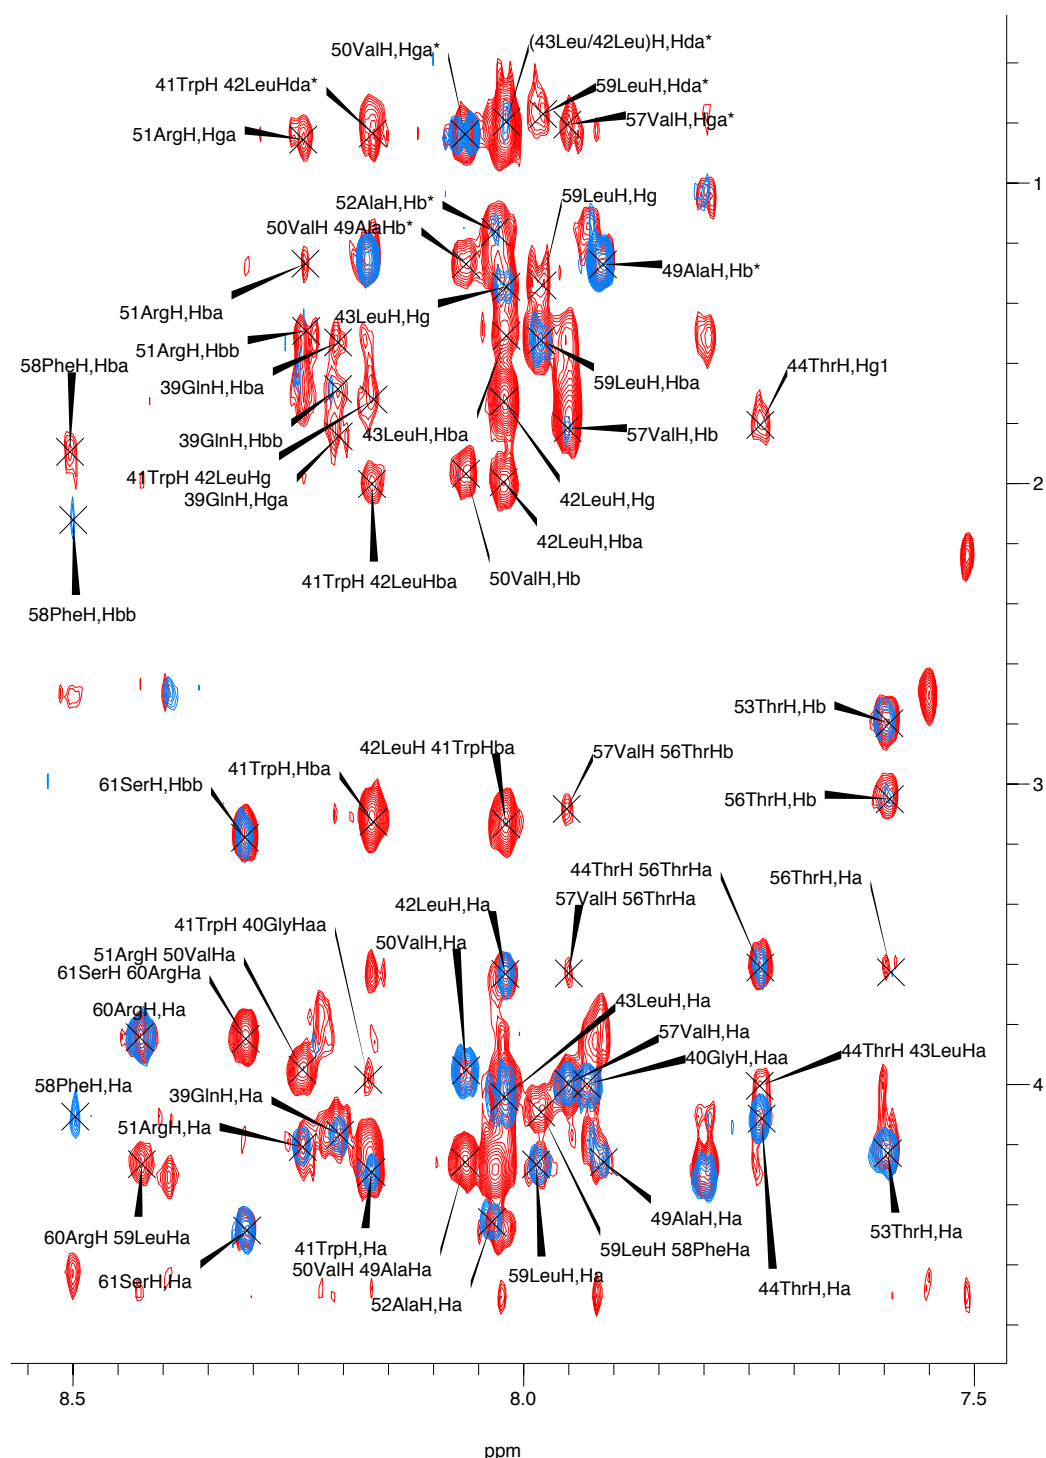 50ValH,Hga*
(43Leu/42Leu)H,Hda*
41TrpH 42LeuHda*
59LeuH,Hda*
57ValH,Hga*
51ArgH,Hga
1
52AlaH,Hb*
59LeuH,Hg
50ValH 49AlaHb*
49AlaH,Hb*
51ArgH,Hba
43LeuH,Hg
51ArgH,Hbb
58PheH,Hba
44ThrH,Hg1
39GlnH,Hba
59LeuH,Hba
39GlnH,Hbb
43LeuH,Hba
57ValH,Hb
41TrpH 42LeuHg
39GlnH,Hga
42LeuH,Hg
2
42LeuH,Hba
41TrpH 42LeuHba
50ValH,Hb
58PheH,Hbb
53ThrH,Hb
42LeuH 41TrpHba
57ValH 56ThrHb
41TrpH,Hba
61SerH,Hbb
3
56ThrH,Hb
44ThrH 56ThrHa
56ThrH,Ha
42LeuH,Ha
57ValH 56ThrHa
41TrpH 40GlyHaa
50ValH,Ha
51ArgH 50ValHa
61SerH 60ArgHa
43LeuH,Ha
60ArgH,Ha
57ValH,Ha
40GlyH,Haa
44ThrH 43LeuHa
58PheH,Ha
39GlnH,Ha
4
51ArgH,Ha
49AlaH,Ha
53ThrH,Ha
60ArgH 59LeuHa
41TrpH,Ha
59LeuH 58PheHa
50ValH 49AlaHa
59LeuH,Ha
61SerH,Ha
44ThrH,Ha
52AlaH,Ha
8.5
8.0
7.5
ppm